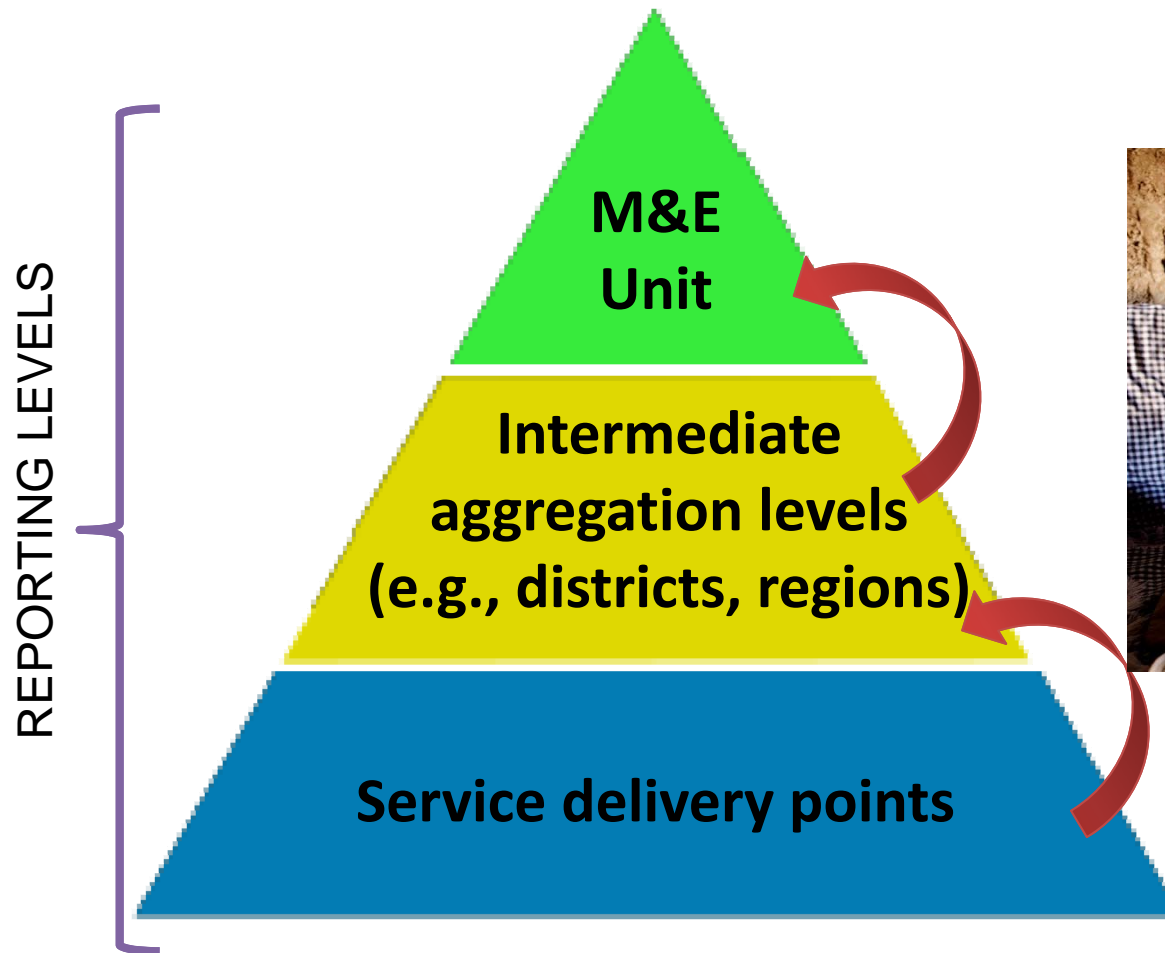 REPORTING LEVELS
M&E
Unit
Intermediate
aggregation levels
(e.g., districts, regions)
Service delivery points